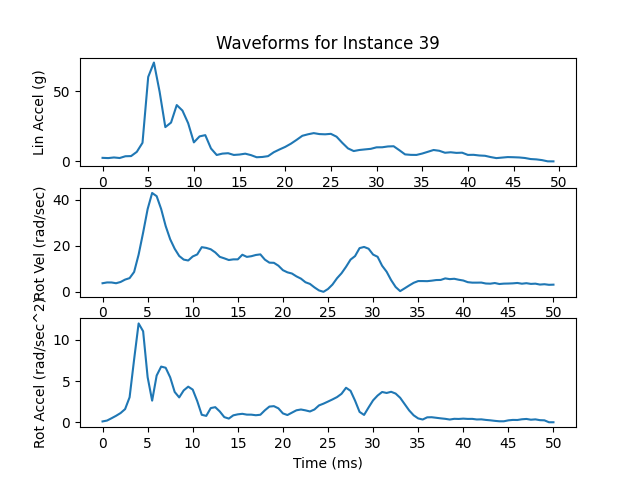 Waveforms for Instance 39
Lin Accel (g)
50
0
0 5 10 15 20 25 30 35 40 45 50
Rot Vel (rad/sec)
40
20
0
0 5 10 15 20 25 30 35 40 45 50
Rot Accel (rad/sec^2)
10
5
0
0 5 10 15 20 25 30 35 40 45 50
Time (ms)